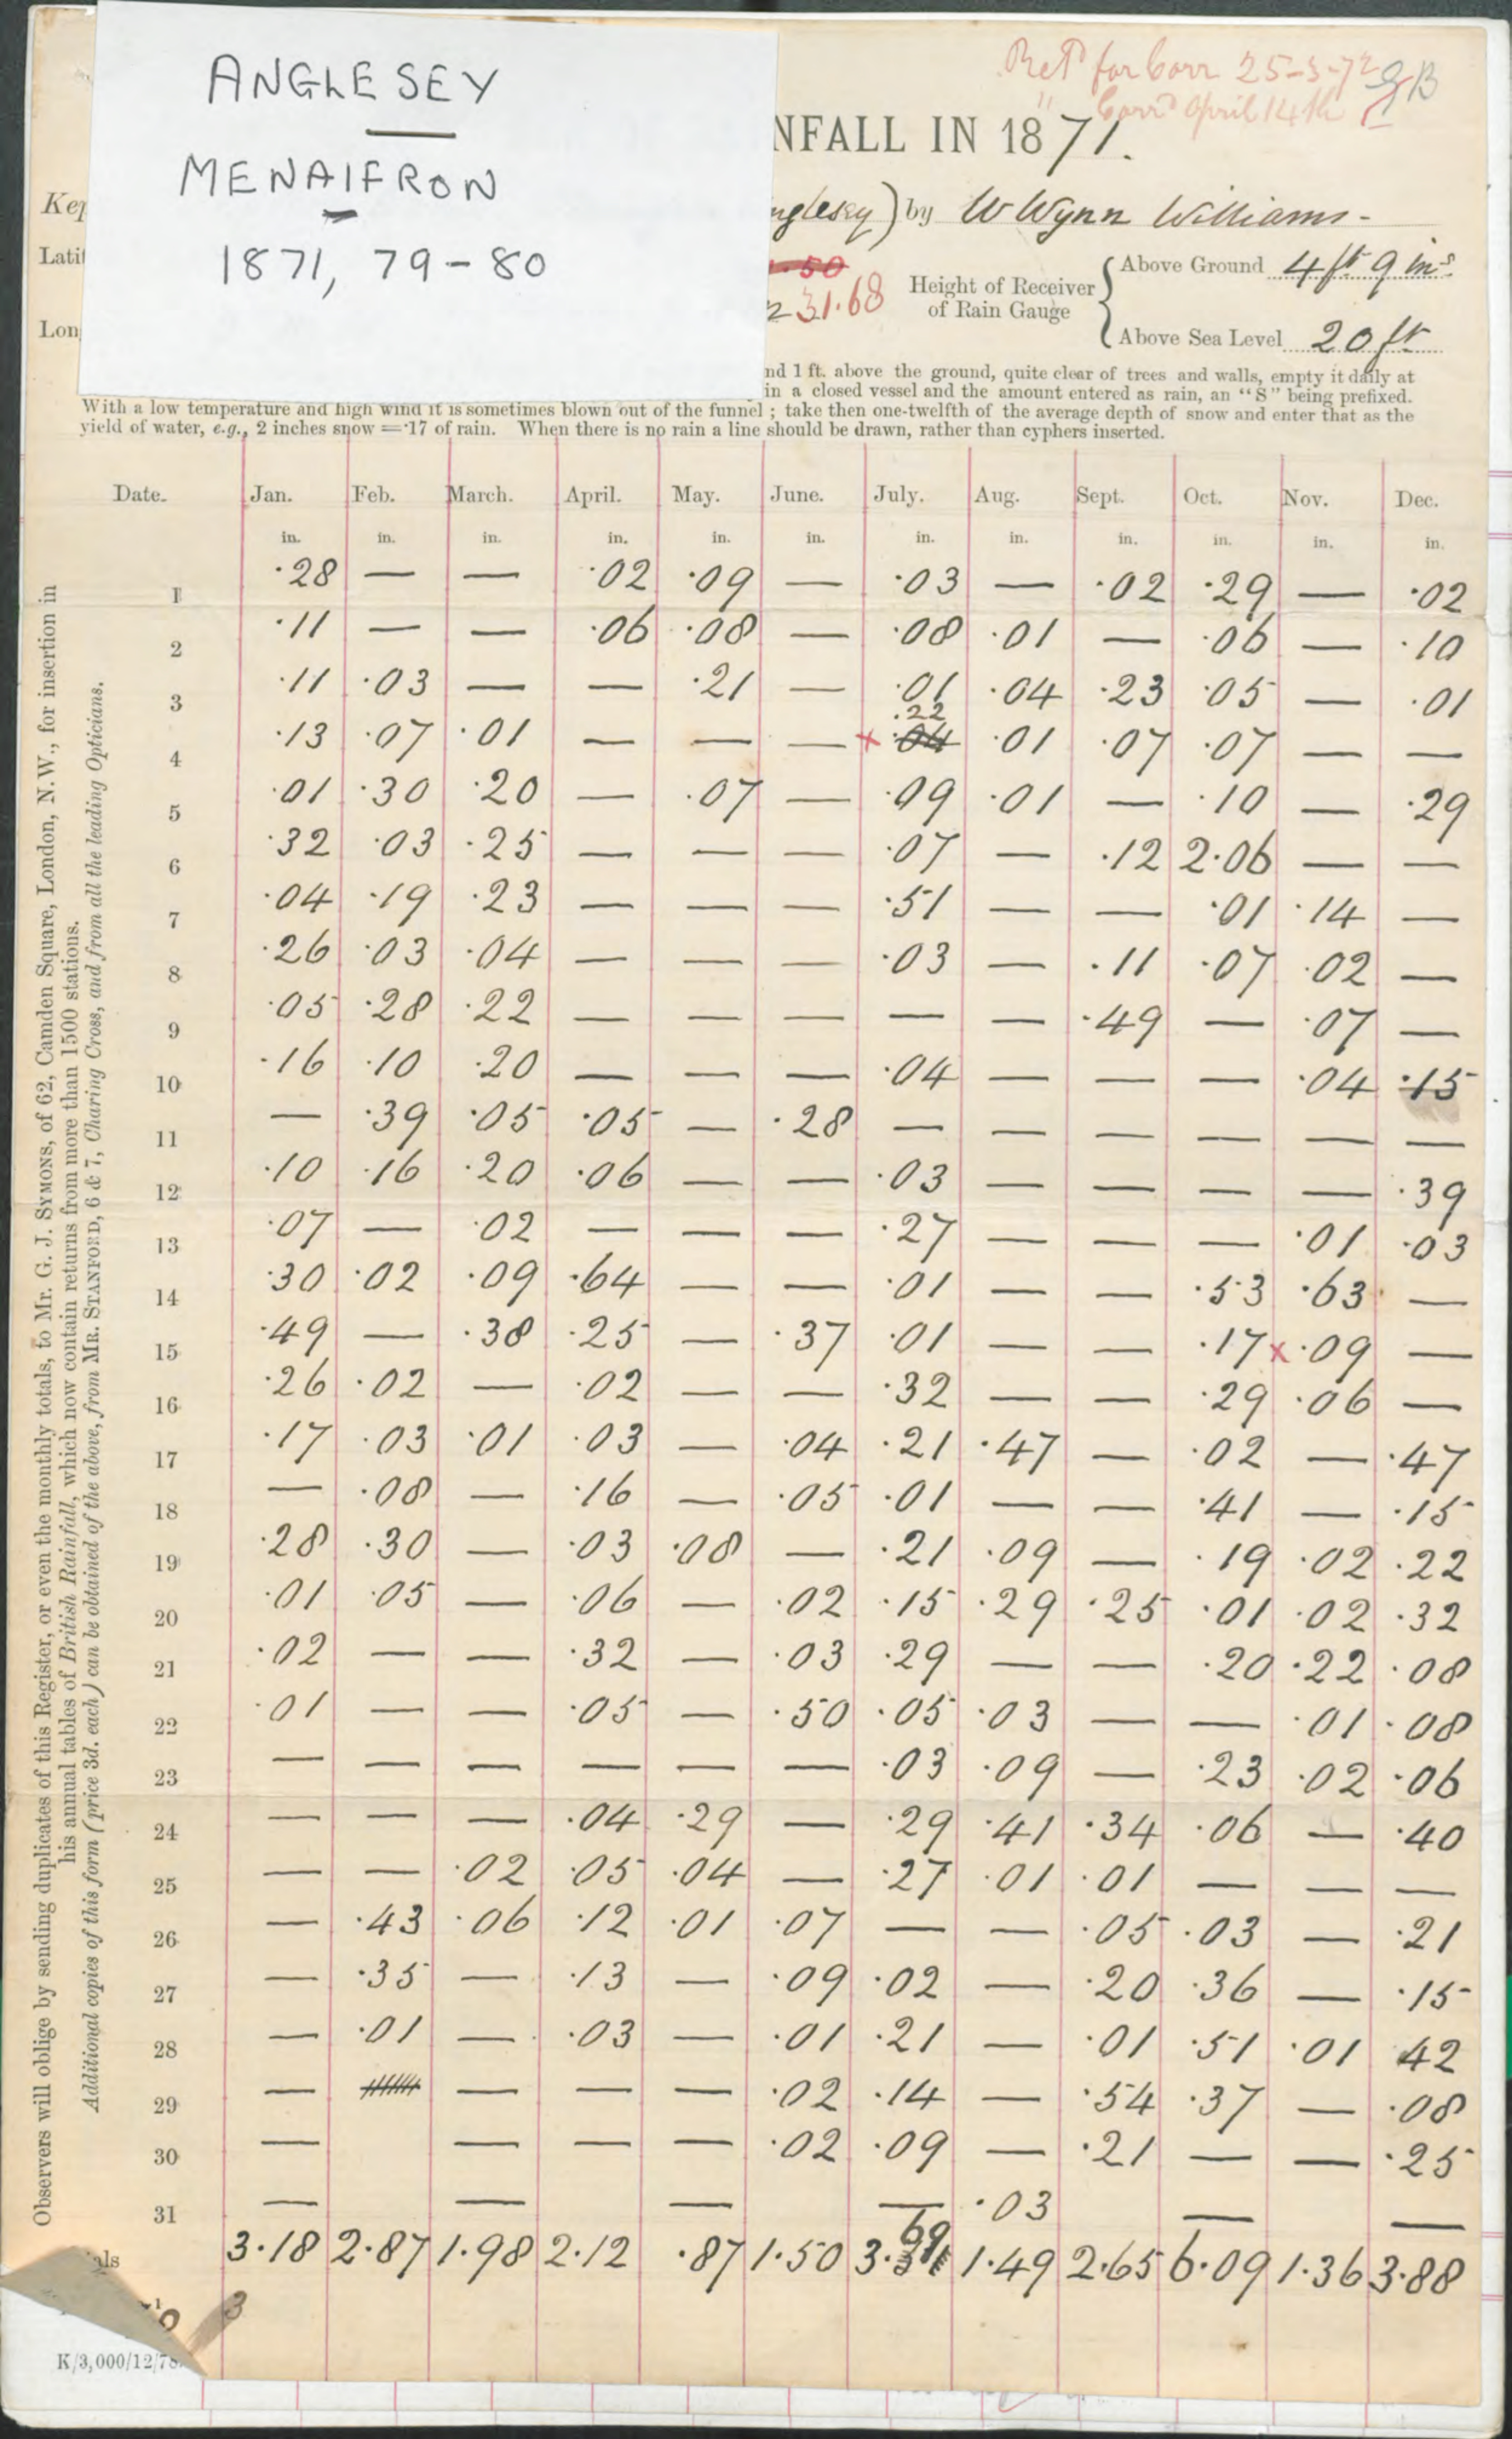 ANGLESEY
MENAIFRON
1871, 79-80
Ret for Corr 25-3-72 GB
" Corrd April 14th
NFALL IN 1871.
Kep
nglesey) by W Wynn Williams-
Latit
.50
31.68
Height of Receiver of Rain Gauge
Above Ground 4 ft 9 ins
Above Sea Level 20 ft
Lon
nd 1 ft. above the ground, quite clear of trees and walls, empty it daily at
in a closed vessel and the amount entered as rain, an "S" being prefixed.
With a low temperature and high wind it is sometimes blown out of the funnel; take then one-twelfth of the average depth of snow and enter that as the
yield of water, e.g., 2 inches snow = ·17 of rain. When there is no rain a line should be drawn, rather than cyphers inserted.
Date. Jan. Feb. March. April. May. June. July. Aug. Sept. Oct. Nov. Dec.
in. in. in. in. in. in. in. in. in. in. in. in.
1 ·28 — — ·02 ·09 — ·03 — ·02 ·29 — ·02
2 ·11 — — ·06 ·08 — ·08 ·01 — ·06 — ·10
3 ·11 ·03 — — ·21 — ·01 ·04 ·23 ·05 — ·01
4 ·13 ·07 ·01 — — — x ·22 ·04 ·01 ·07 ·07 — —
5 ·01 ·30 ·20 — ·07 — ·09 ·01 — ·10 — ·29
6 ·32 ·03 ·25 — — — ·07 — ·12 2·06 — —
7 ·04 ·19 ·23 — — — ·51 — — ·01 ·14 —
8 ·26 ·03 ·04 — — — ·03 — ·11 ·07 ·02 —
9 ·05 ·28 ·22 — — — — — ·49 — ·07 —
10 ·16 ·10 ·20 — — — ·04 — — — ·04 ·15
11 — ·39 ·05 ·05 — ·28 — — — — — —
12 ·10 ·16 ·20 ·06 — — ·03 — — — — ·39
13 ·07 — ·02 — — — ·27 — — — ·01 ·03
14 ·30 ·02 ·09 ·64 — — ·01 — — ·53 ·63 —
15 ·49 — ·38 ·25 — ·37 ·01 — — ·17 x ·09 —
16 ·26 ·02 — ·02 — — ·32 — — ·29 ·06 —
17 ·17 ·03 ·01 ·03 — ·04 ·21 ·47 — ·02 — ·47
18 — ·08 — ·16 — ·05 ·01 — — ·41 — ·15
19 ·28 ·30 — ·03 ·08 — ·21 ·09 — ·19 ·02 ·22
20 ·01 ·05 — ·06 — ·02 ·15 ·29 ·25 ·01 ·02 ·32
21 ·02 — — ·32 — ·03 ·29 — — ·20 ·22 ·08
22 ·01 — — ·05 — ·50 ·05 ·03 — — ·01 ·08
23 — — — — — — ·03 ·09 — ·23 ·02 ·06
24 — — — ·04 ·29 — ·29 ·41 ·34 ·06 — ·40
25 — — ·02 ·05 ·04 — ·27 ·01 ·01 — — —
26 — ·43 ·06 ·12 ·01 ·07 — — ·05 ·03 — ·21
27 — ·35 — ·13 — ·09 ·02 — ·20 ·36 — ·15
28 — ·01 — ·03 — ·01 ·21 — ·01 ·51 ·01 42
29 — — — — ·02 ·14 — ·54 ·37 — ·08
30 — — — — ·02 ·09 — ·21 — — ·25
31 — — — — ·03 — —
als 3·18 2·87 1·98 2·12 ·87 1·50 3·69 1·49 2·65 6·09 1·36 3·88
3
K/3,000/12/78
Observers will oblige by sending duplicates of this Register, or even the monthly totals, to Mr. G. J. SYMONS, of 62, Camden Square, London, N.W., for insertion in
his annual tables of British Rainfall, which now contain returns from more than 1500 stations.
Additional copies of this form (price 3d. each) can be obtained of the above, from MR. STANFORD, 6 & 7, Charing Cross, and from all the leading Opticians.